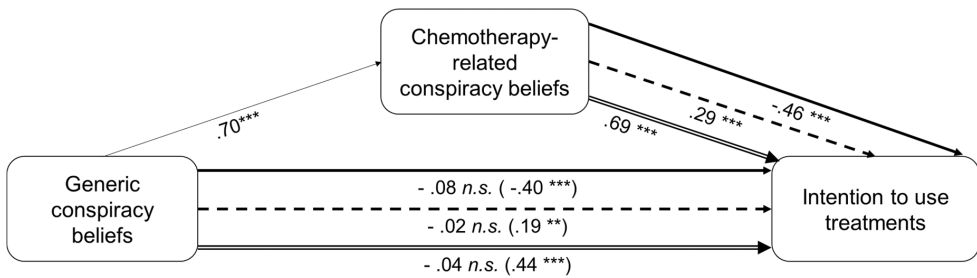 Chemotherapy-
related
conspiracy beliefs
.70***
-.46 ***
.29 ***
.69 ***
Generic
conspiracy
beliefs
- .08 n.s. ( -.40 ***)
- .02 n.s. (.19 **)
- .04 n.s. (.44 ***)
Intention to use
treatments